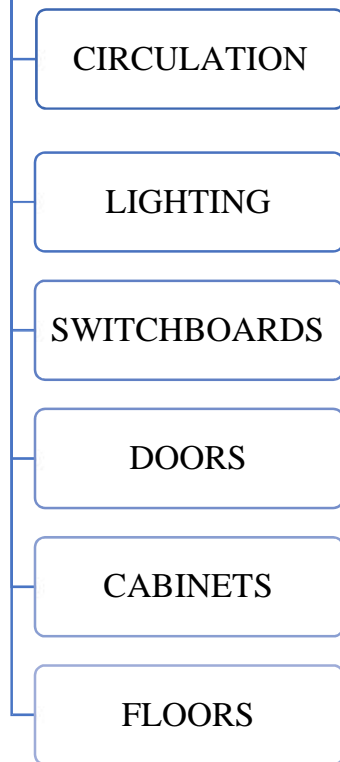 CIRCULATION
LIGHTING
SWITCHBOARDS
DOORS
CABINETS
FLOORS